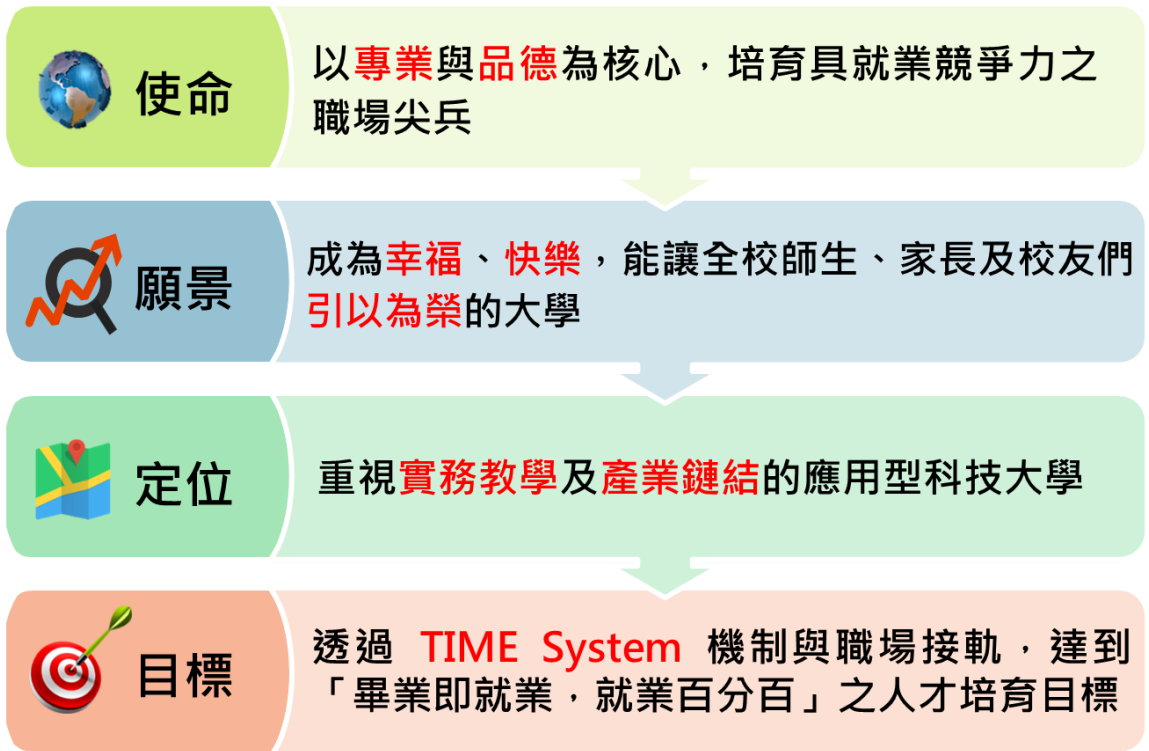 使命
以專業與品德為核心，培育具就業競爭力之
職場尖兵
願景
成為幸福、快樂，能讓全校師生、家長及校友們
引以為榮的大學
定位
重視實務教學及產業鏈結的應用型科技大學
目標
透過 TIME System 機制與職場接軌，達到
「畢業即就業，就業百分百」之人才培育目標